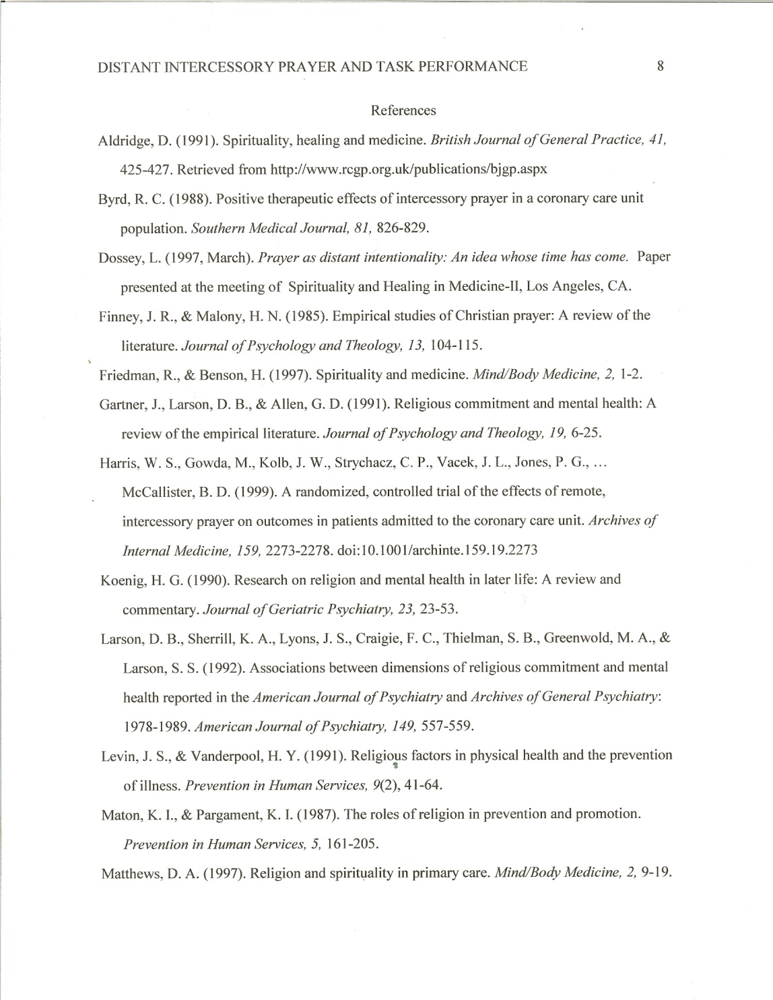 DISTANT INTERCESSORY PRAYER AND TASK PERFORMANCE 8
References
Aldridge, D. (1991). Spirituality, healing and medicine. British Journal of General Practice, 41,
425-427. Retrieved from http://www.rcgp.org.uk/publications/bjgp.aspx
Byrd, R. C. (1988). Positive therapeutic effects of intercessory prayer in a coronary care unit
population. Southern Medical Journal, 81, 826-829.
Dossey, L. (1997, March). Prayer as distant intentionality: An idea whose time has come. Paper
presented at the meeting of Spirituality and Healing in Medicine-II, Los Angeles, CA.
Finney, J. R., & Malony, H. N. (1985). Empirical studies of Christian prayer: A review of the
literature. Journal of Psychology and Theology, 13, 104-115.
Friedman, R., & Benson, H. (1997). Spirituality and medicine. Mind/Body Medicine, 2, 1-2.
Gartner, J., Larson, D. B., & Allen, G. D. (1991). Religious commitment and mental health: A
review of the empirical literature. Journal of Psychology and Theology, 19, 6-25.
Harris, W. S., Gowda, M., Kolb, J. W., Strychacz, C. P., Vacek, J. L., Jones, P. G., …
McCallister, B. D. (1999). A randomized, controlled trial of the effects of remote,
intercessory prayer on outcomes in patients admitted to the coronary care unit. Archives of
Internal Medicine, 159, 2273-2278. doi:10.1001/archinte.159.19.2273
Koenig, H. G. (1990). Research on religion and mental health in later life: A review and
commentary. Journal of Geriatric Psychiatry, 23, 23-53.
Larson, D. B., Sherrill, K. A., Lyons, J. S., Craigie, F. C., Thielman, S. B., Greenwold, M. A., &
Larson, S. S. (1992). Associations between dimensions of religious commitment and mental
health reported in the American Journal of Psychiatry and Archives of General Psychiatry:
1978-1989. American Journal of Psychiatry, 149, 557-559.
Levin, J. S., & Vanderpool, H. Y. (1991). Religious factors in physical health and the prevention
of illness. Prevention in Human Services, 9(2), 41-64.
Maton, K. I., & Pargament, K. I. (1987). The roles of religion in prevention and promotion.
Prevention in Human Services, 5, 161-205.
Matthews, D. A. (1997). Religion and spirituality in primary care. Mind/Body Medicine, 2, 9-19.